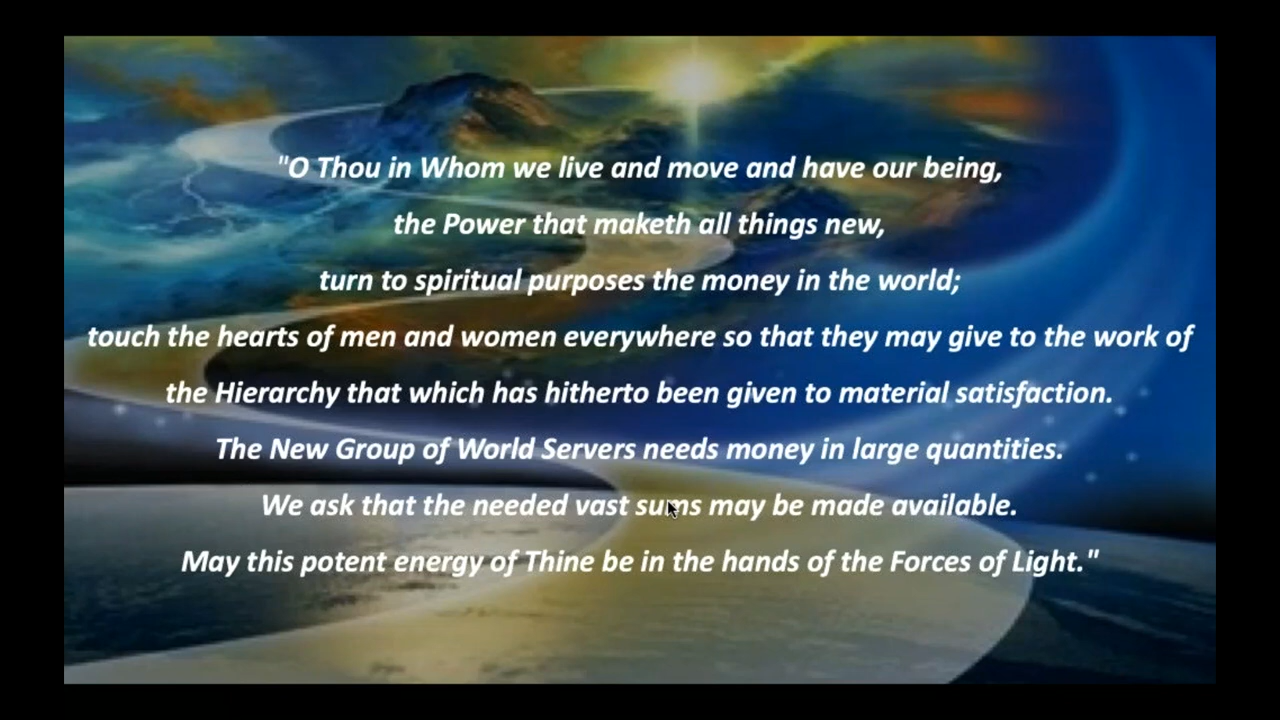 "O Thou in Whom we live and move and have our being,
the Power that maketh all things new,
turn to spiritual purposes the money in the world;
touch the hearts of men and women everywhere so that they may give to the work of
the Hierarchy that which has hitherto been given to material satisfaction.
The New Group of World Servers needs money in large quantities.
We ask that the needed vast sums may be made available.
May this potent energy of Thine be in the hands of the Forces of Light."